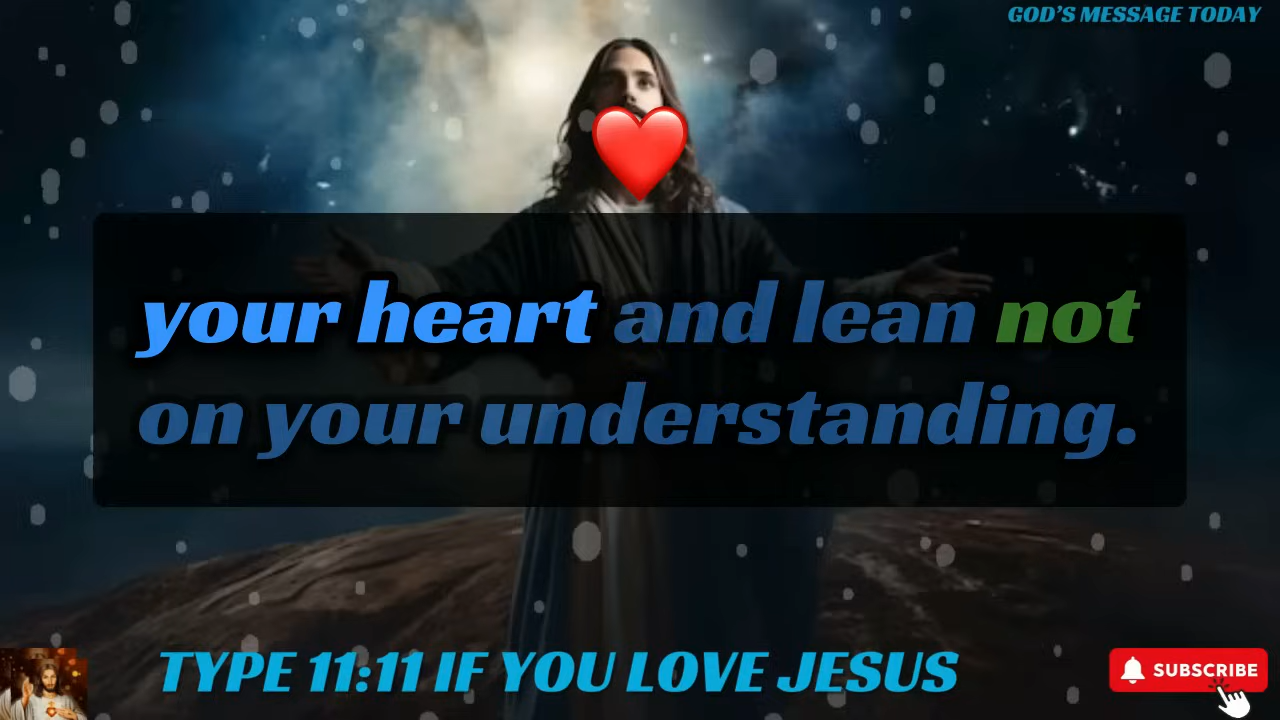 GOD'S MESSAGE TODAY
your heart and lean not
on your understanding.
TYPE 11:11 IF YOU LOVE JESUS
SUBSCRIBE